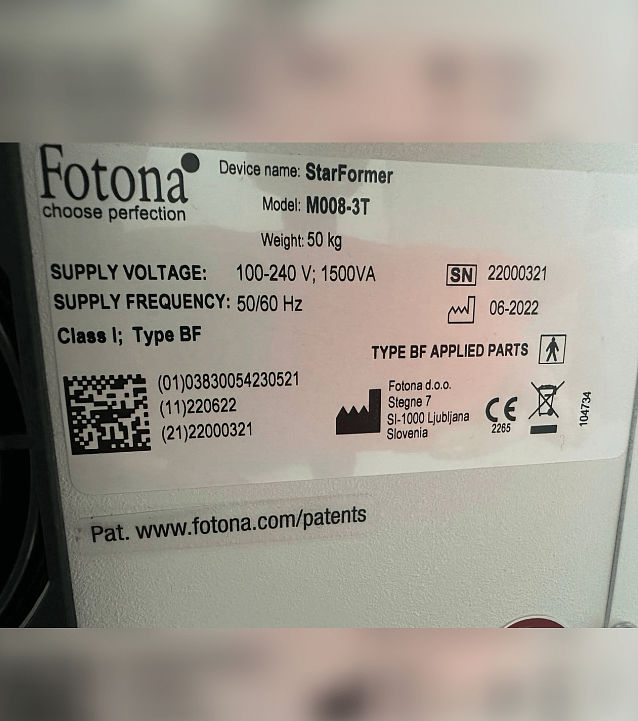 Fotona
choose perfection
Device name: StarFormer
Model: M008-3T
Weight: 50 kg
SUPPLY VOLTAGE: 100-240 V; 1500VA
SUPPLY FREQUENCY: 50/60 Hz
Class I; Type BF
SN 22000321
06-2022
TYPE BF APPLIED PARTS
(01)03830054230521
(11)220622
(21)22000321
Fotona d.o.o.
Stegne 7
SI-1000 Ljubljana
Slovenia
CE
2265
104734
Pat. www.fotona.com/patents